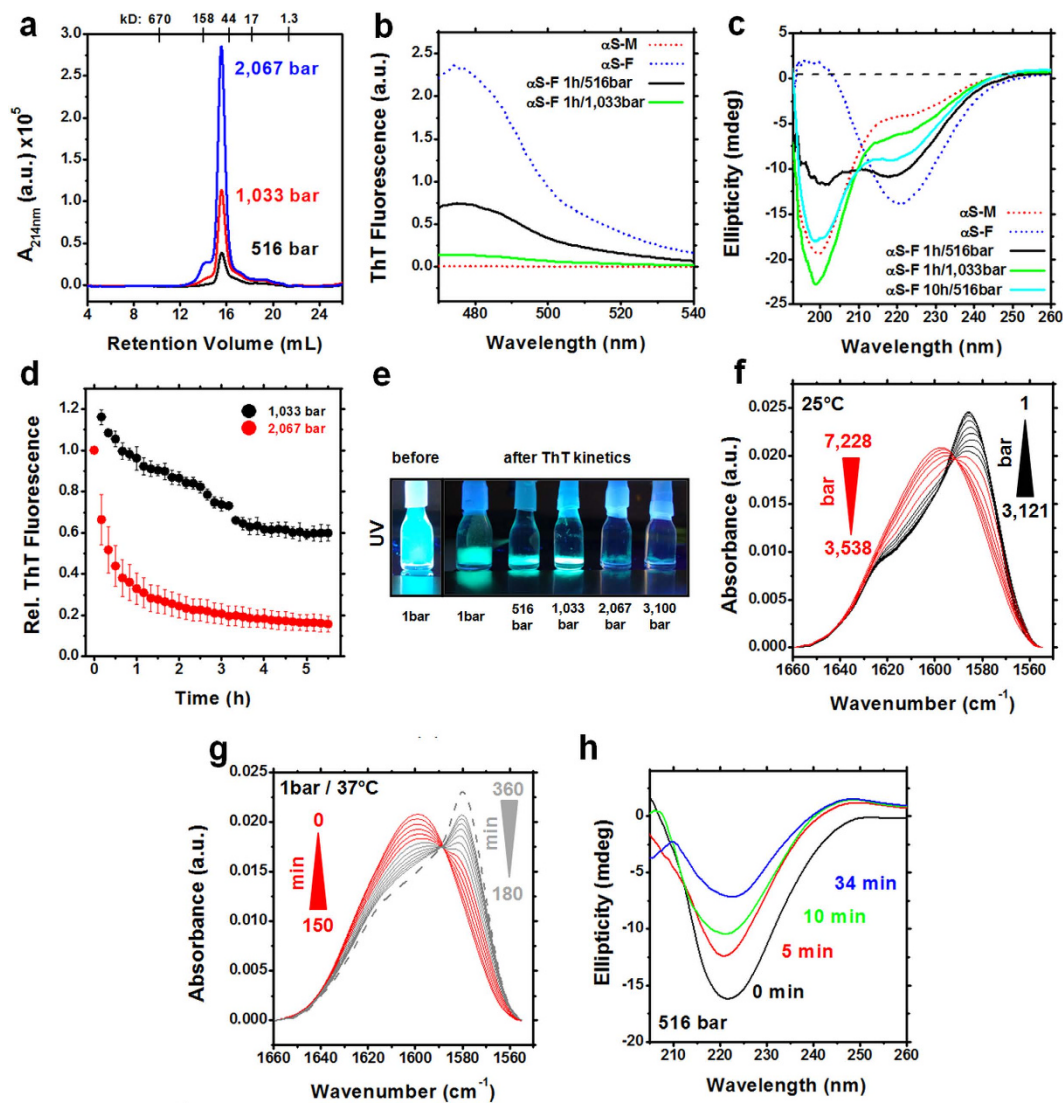 a
kD: 670 158 44 17 1.3
3.0
2.5
2.0
1.5
1.0
0.5
0.0
A214nm (a.u.) x10^5
2,067 bar
1,033 bar
516 bar
4 8 12 16 20 24
Retention Volume (mL)
b
2.5
2.0
1.5
1.0
0.5
0.0
ThT Fluorescence (a.u.)
αS-M
αS-F
αS-F 1h/516bar
αS-F 1h/1,033bar
480 500 520 540
Wavelength (nm)
c
5
0
-5
-10
-15
-20
-25
Ellipticity (mdeg)
αS-M
αS-F
αS-F 1h/516bar
αS-F 1h/1,033bar
αS-F 10h/516bar
200 210 220 230 240 250 260
Wavelength (nm)
d
1.2
1.0
0.8
0.6
0.4
0.2
0.0
Rel. ThT Fluorescence
1,033 bar
2,067 bar
0 1 2 3 4 5
Time (h)
e
before after ThT kinetics
UV
1bar 1bar 516 bar 1,033 bar 2,067 bar 3,100 bar
f
0.025
0.020
0.015
0.010
0.005
0.000
Absorbance (a.u.)
25°C
7,228
bar
3,538
1
bar
3,121
1660 1640 1620 1600 1580 1560
Wavenumber (cm-1)
g
0.025
0.020
0.015
0.010
0.005
0.000
Absorbance (a.u.)
1bar / 37°C
0
min
150
360
min
180
1660 1640 1620 1600 1580 1560
Wavenumber (cm-1)
h
5
0
-5
-10
-15
-20
Ellipticity (mdeg)
34 min
10 min
5 min
0 min
516 bar
210 220 230 240 250 260
Wavelength (nm)